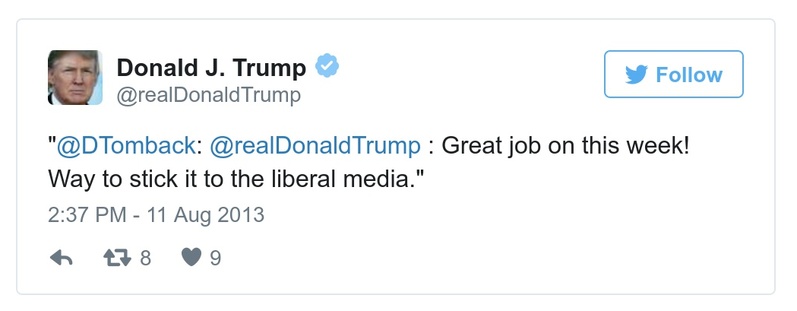 Donald J. Trump
@realDonaldTrump
Follow
"@DTomback: @realDonaldTrump : Great job on this week!
Way to stick it to the liberal media."
2:37 PM - 11 Aug 2013
8 9